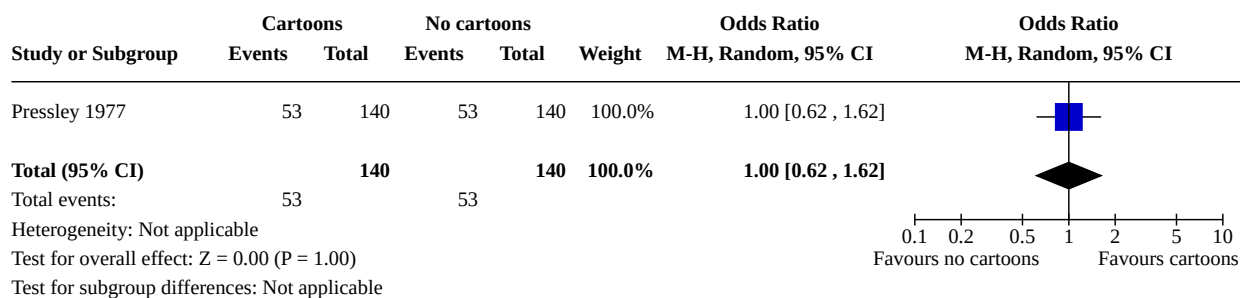 Cartoons No cartoons Odds Ratio Odds Ratio
Study or Subgroup Events Total Events Total Weight M-H, Random, 95% CI M-H, Random, 95% CI
Pressley 1977 53 140 53 140 100.0% 1.00 [0.62 , 1.62]
Total (95% CI) 140 140 100.0% 1.00 [0.62 , 1.62]
Total events: 53 53
Heterogeneity: Not applicable
Test for overall effect: Z = 0.00 (P = 1.00)
Test for subgroup differences: Not applicable
0.1 0.2 0.5 1 2 5 10
Favours no cartoons Favours cartoons